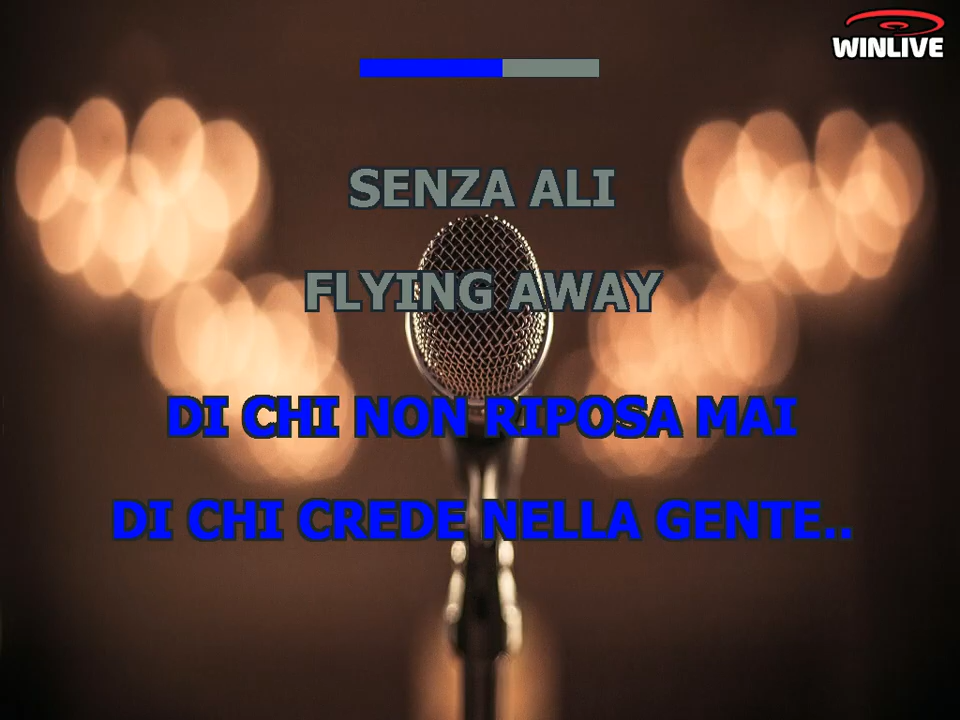 WINLIVE
SENZA ALI
FLYING AWAY
DI CHI NON RIPOSA MAI
DI CHI CREDE NELLA GENTE..